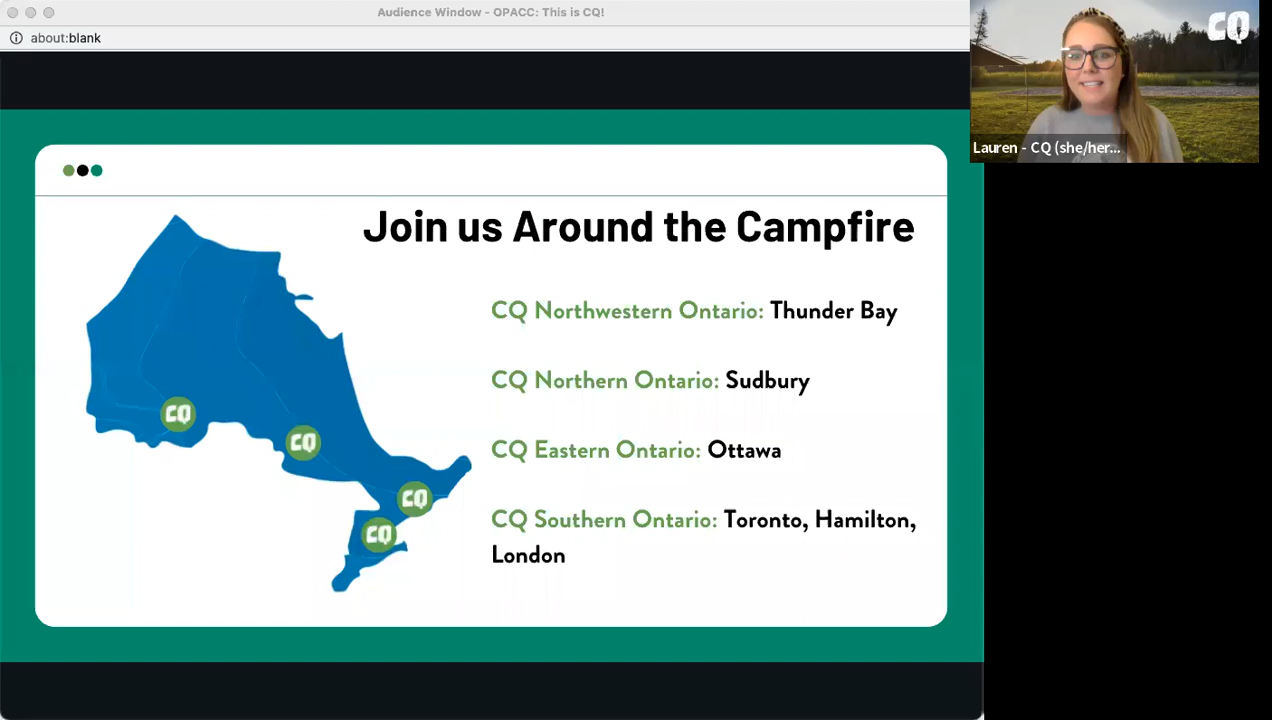 Audience Window - OPACC: This is CQ!
about:blank
CQ
Lauren - CQ (she/her...
Join us Around the Campfire
CQ Northwestern Ontario: Thunder Bay
CQ Northern Ontario: Sudbury
CQ Eastern Ontario: Ottawa
CQ Southern Ontario: Toronto, Hamilton,
London
CQ
CQ
CQ
CQ